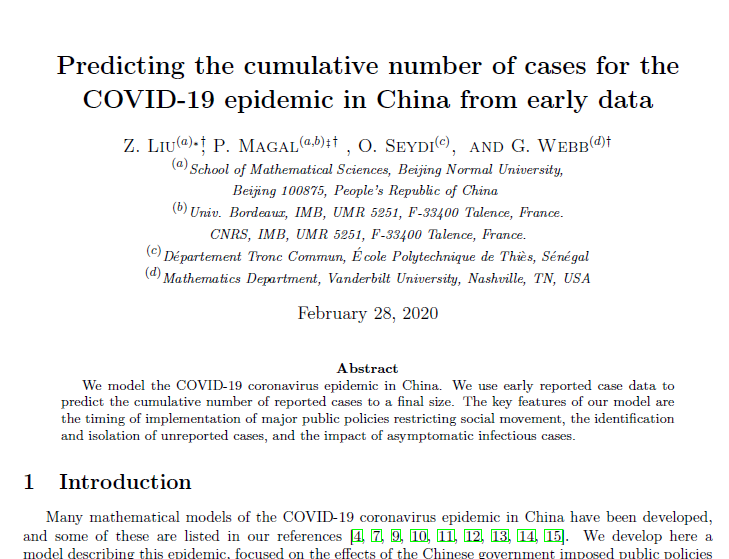 Predicting the cumulative number of cases for the
COVID-19 epidemic in China from early data
Z. Liu(a)*†, P. Magal(a,b)‡† , O. Seydi(c), and G. Webb(d)†
(a) School of Mathematical Sciences, Beijing Normal University,
Beijing 100875, People's Republic of China
(b) Univ. Bordeaux, IMB, UMR 5251, F-33400 Talence, France.
CNRS, IMB, UMR 5251, F-33400 Talence, France.
(c) Département Tronc Commun, École Polytechnique de Thiès, Sénégal
(d) Mathematics Department, Vanderbilt University, Nashville, TN, USA
February 28, 2020
Abstract
We model the COVID-19 coronavirus epidemic in China. We use early reported case data to
predict the cumulative number of reported cases to a final size. The key features of our model are
the timing of implementation of major public policies restricting social movement, the identification
and isolation of unreported cases, and the impact of asymptomatic infectious cases.
1 Introduction
Many mathematical models of the COVID-19 coronavirus epidemic in China have been developed,
and some of these are listed in our references [4, 7, 9, 10, 11, 12, 13, 14, 15]. We develop here a
model describing this epidemic, focused on the effects of the Chinese government imposed public policies